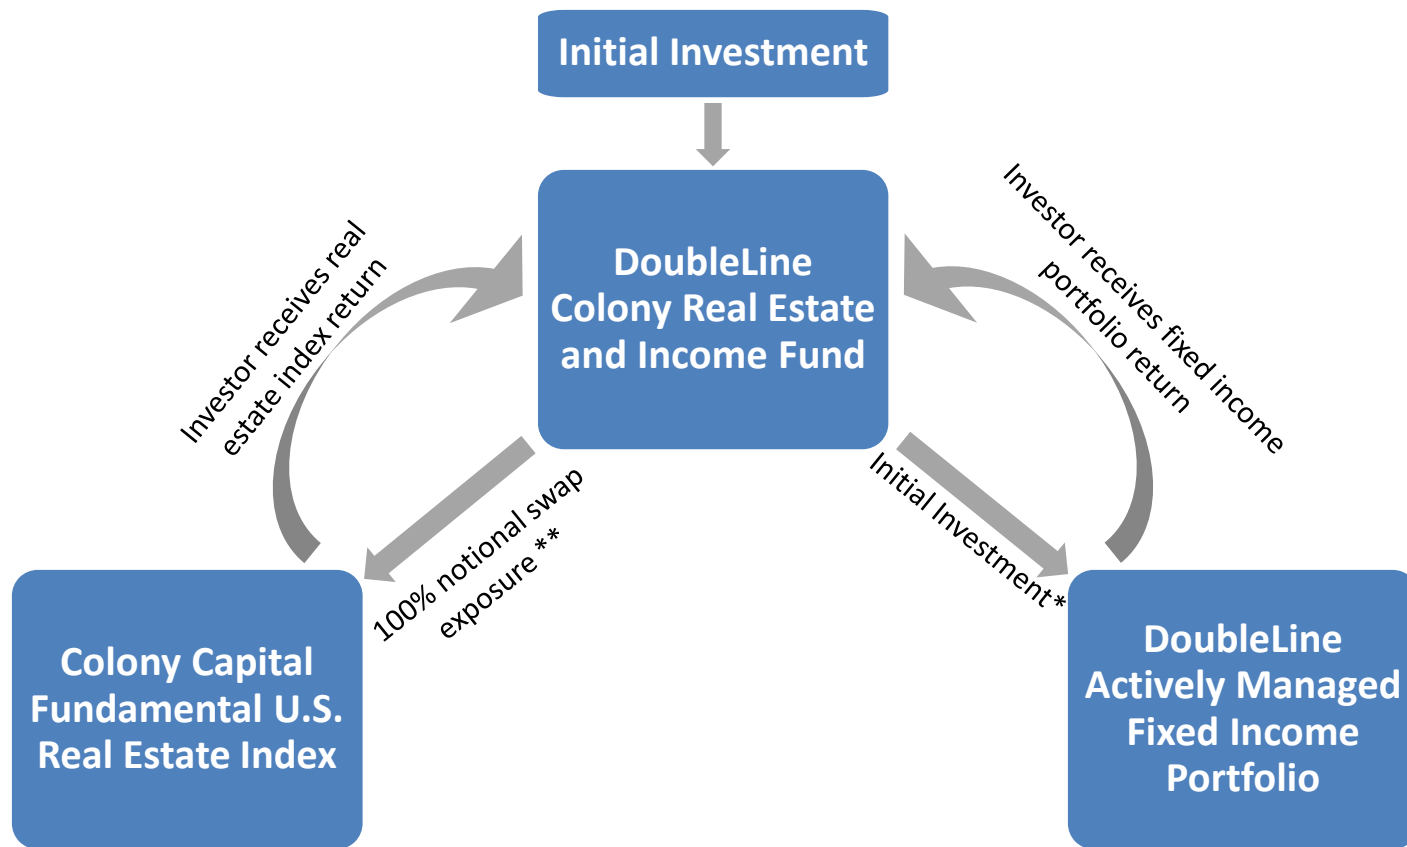 Initial Investment
DoubleLine
Colony Real Estate
and Income Fund
Investor receives real
estate index return
Investor receives fixed income
portfolio return
100% notional swap
exposure **
Initial Investment*
Colony Capital
Fundamental U.S.
Real Estate Index
DoubleLine
Actively Managed
Fixed Income
Portfolio